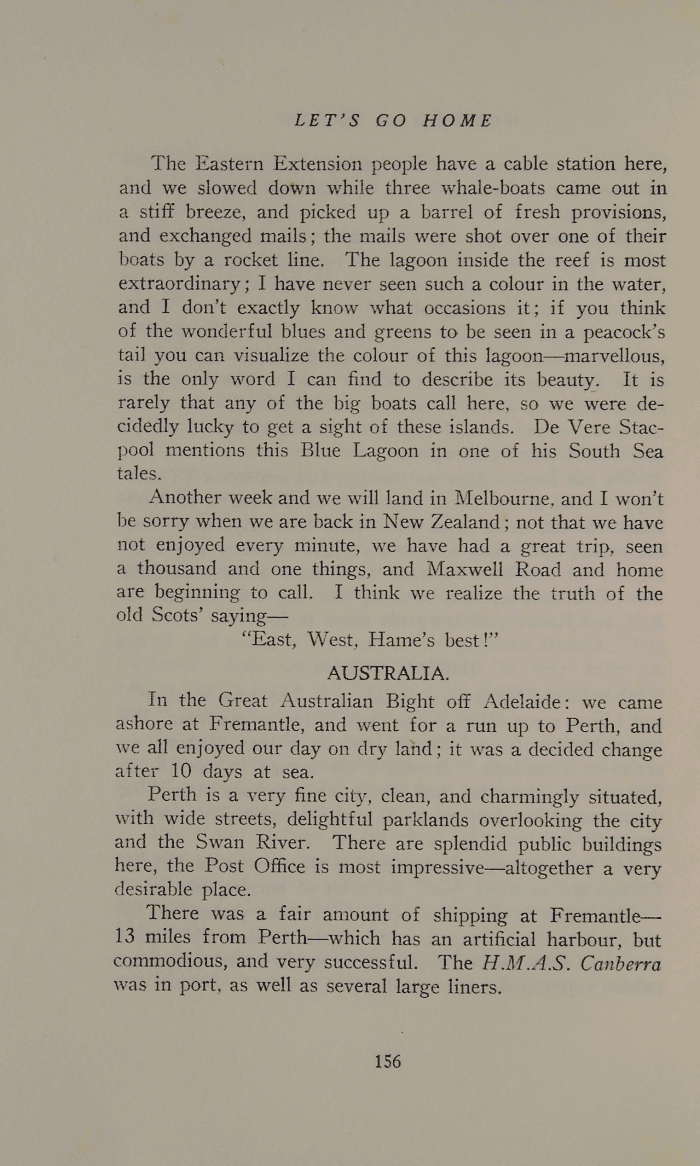 LET'S GO HOME
The Eastern Extension people have a cable station here,
and we slowed down while three whale-boats came out in
a stiff breeze, and picked up a barrel of fresh provisions,
and exchanged mails; the mails were shot over one of their
boats by a rocket line. The lagoon inside the reef is most
extraordinary; I have never seen such a colour in the water,
and I don't exactly know what occasions it; if you think
of the wonderful blues and greens to be seen in a peacock's
tail you can visualize the colour of this lagoon—marvellous,
is the only word I can find to describe its beauty. It is
rarely that any of the big boats call here, so we were de-
cidedly lucky to get a sight of these islands. De Vere Stac-
pool mentions this Blue Lagoon in one of his South Sea
tales.
Another week and we will land in Melbourne, and I won't
be sorry when we are back in New Zealand; not that we have
not enjoyed every minute, we have had a great trip, seen
a thousand and one things, and Maxwell Road and home
are beginning to call. I think we realize the truth of the
old Scots' saying—
"East, West, Hame's best!"
AUSTRALIA.
In the Great Australian Bight off Adelaide: we came
ashore at Fremantle, and went for a run up to Perth, and
we all enjoyed our day on dry land; it was a decided change
after 10 days at sea.
Perth is a very fine city, clean, and charmingly situated,
with wide streets, delightful parklands overlooking the city
and the Swan River. There are splendid public buildings
here, the Post Office is most impressive—altogether a very
desirable place.
There was a fair amount of shipping at Fremantle—
13 miles from Perth—which has an artificial harbour, but
commodious, and very successful. The H.M.A.S. Canberra
was in port, as well as several large liners.
156